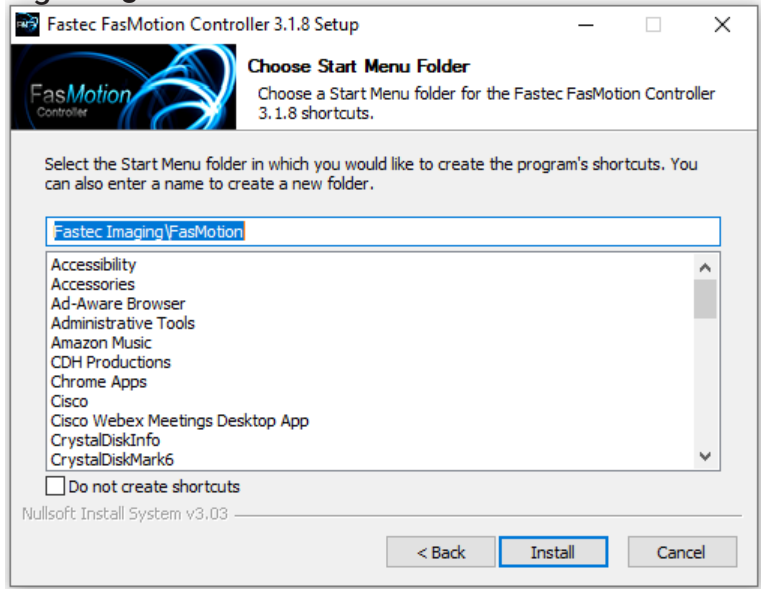 Fastec FasMotion Controller 3.1.8 Setup
FasMotion
Controller
Choose Start Menu Folder
Choose a Start Menu folder for the Fastec FasMotion Controller
3.1.8 shortcuts.
Select the Start Menu folder in which you would like to create the program's shortcuts. You
can also enter a name to create a new folder.
Fastec Imaging\FasMotion
Accessibility
Accessories
Ad-Aware Browser
Administrative Tools
Amazon Music
CDH Productions
Chrome Apps
Cisco
Cisco Webex Meetings Desktop App
CrystalDiskInfo
CrystalDiskMark6
Do not create shortcuts
Nullsoft Install System v3.03
< Back
Install
Cancel